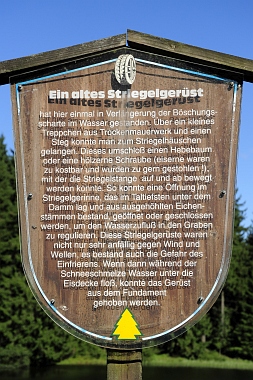 Ein altes Striegelgerüst
hat hier einmal in Verlängerung der Böschungs-
scharte im Wasser gestanden. Über ein kleines
Treppchen aus Trockenmauerwerk und einen
Steg konnte man zum Striegelhäuschen
gelangen. Dieses umschloß einen Hebebaum
oder eine hölzerne Schraube (eiserne waren
zu kostbar und wurden zu gern gestohlen!),
mit der die Striegelstange auf und ab bewegt
werden konnte. So konnte eine Öffnung im
Striegelgerinne, das im Tallefsten unter dem
Damm lag und aus ausgehöhlten Eichen-
stämmen bestand, geöffnet oder geschlossen
werden, um den Wasserzufluß in den Graben
zu regulieren. Diese Striegelgerüste waren
nicht nur sehr anfällig gegen Wind und
Wellen, es bestand auch die Gefahr des
Einfrierens. Wenn dann während der
Schneeschmelze Wasser unter die
Eisdecke floß, konnte das Gerüst
aus dem Fundament
gehoben werden.